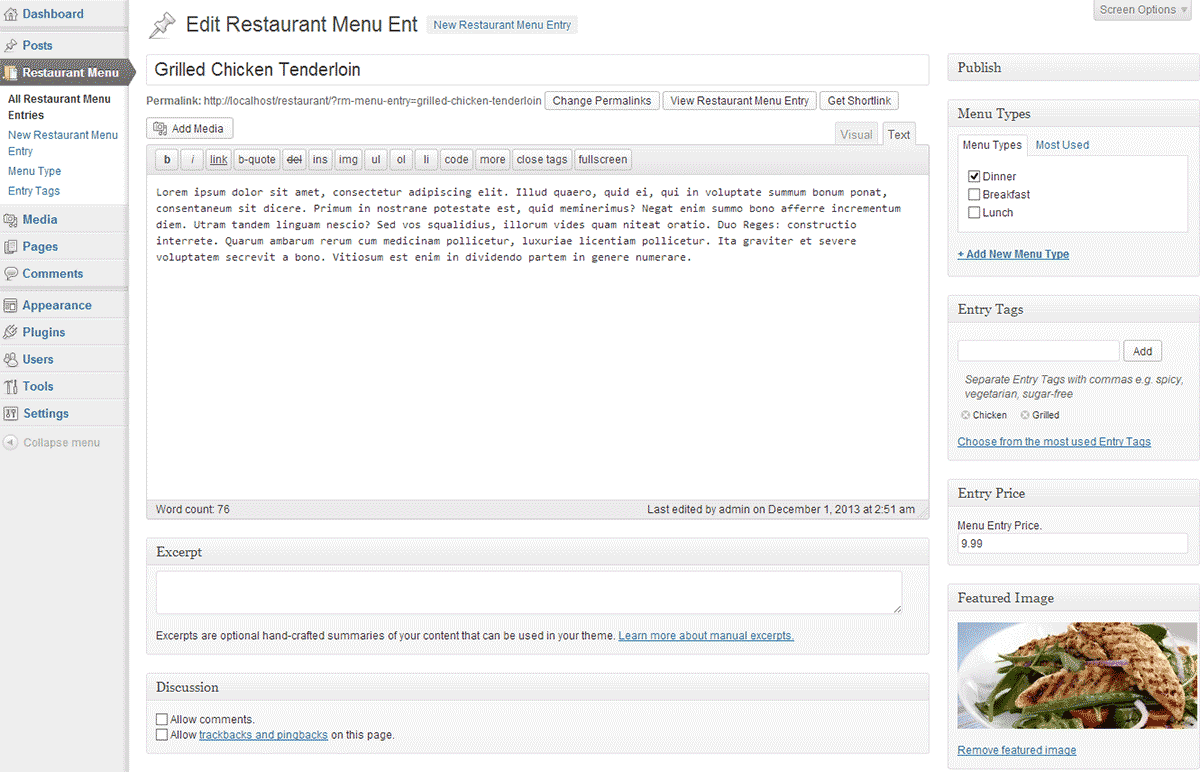 Dashboard
Posts
Restaurant Menu
All Restaurant Menu
Entries
New Restaurant Menu
Entry
Menu Type
Entry Tags
Media
Pages
Comments
Appearance
Plugins
Users
Tools
Settings
Collapse menu
Screen Options
Edit Restaurant Menu Ent New Restaurant Menu Entry
Grilled Chicken Tenderloin
Permalink: http://localhost/restaurant/?rm-menu-entry=grilled-chicken-tenderloin Change Permalinks View Restaurant Menu Entry Get Shortlink
Add Media
Visual Text
b i link b-quote del ins img ul ol li code more close tags fullscreen
Lorem ipsum dolor sit amet, consectetur adipiscing elit. Illud quaero, quid ei, qui in voluptate summum bonum ponat,
consentaneum sit dicere. Primum in nostrane potestate est, quid meminerimus? Negat enim summo bono afferre incrementum
diem. Utram tandem linguam nescio? Sed vos squalidius, illorum vides quam niteat oratio. Duo Reges: constructio
interrete. Quarum ambarum rerum cum medicinam pollicetur, luxuriae licentiam pollicetur. Ita graviter et severe
voluptatem secrevit a bono. Vitiosum est enim in dividendo partem in genere numerare.
Word count: 76 Last edited by admin on December 1, 2013 at 2:51 am
Excerpt
Excerpts are optional hand-crafted summaries of your content that can be used in your theme. Learn more about manual excerpts.
Discussion
Allow comments.
Allow trackbacks and pingbacks on this page.
Publish
Menu Types
Menu Types Most Used
Dinner
Breakfast
Lunch
+ Add New Menu Type
Entry Tags
Add
Separate Entry Tags with commas e.g. spicy,
vegetarian, sugar-free
Chicken Grilled
Choose from the most used Entry Tags
Entry Price
Menu Entry Price.
9.99
Featured Image
Remove featured image